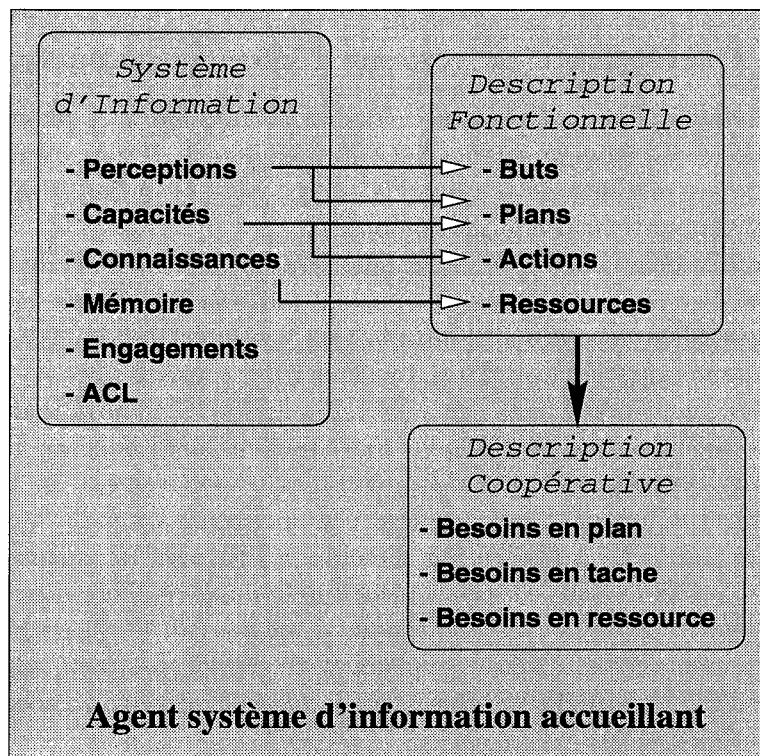 Système
d'Information
- Perceptions
- Capacités
- Connaissances
- Mémoire
- Engagements
- ACL
Description
Fonctionnelle
- Buts
- Plans
- Actions
- Ressources
Description
Coopérative
- Besoins en plan
- Besoins en tache
- Besoins en ressource
Agent système d'information accueillant